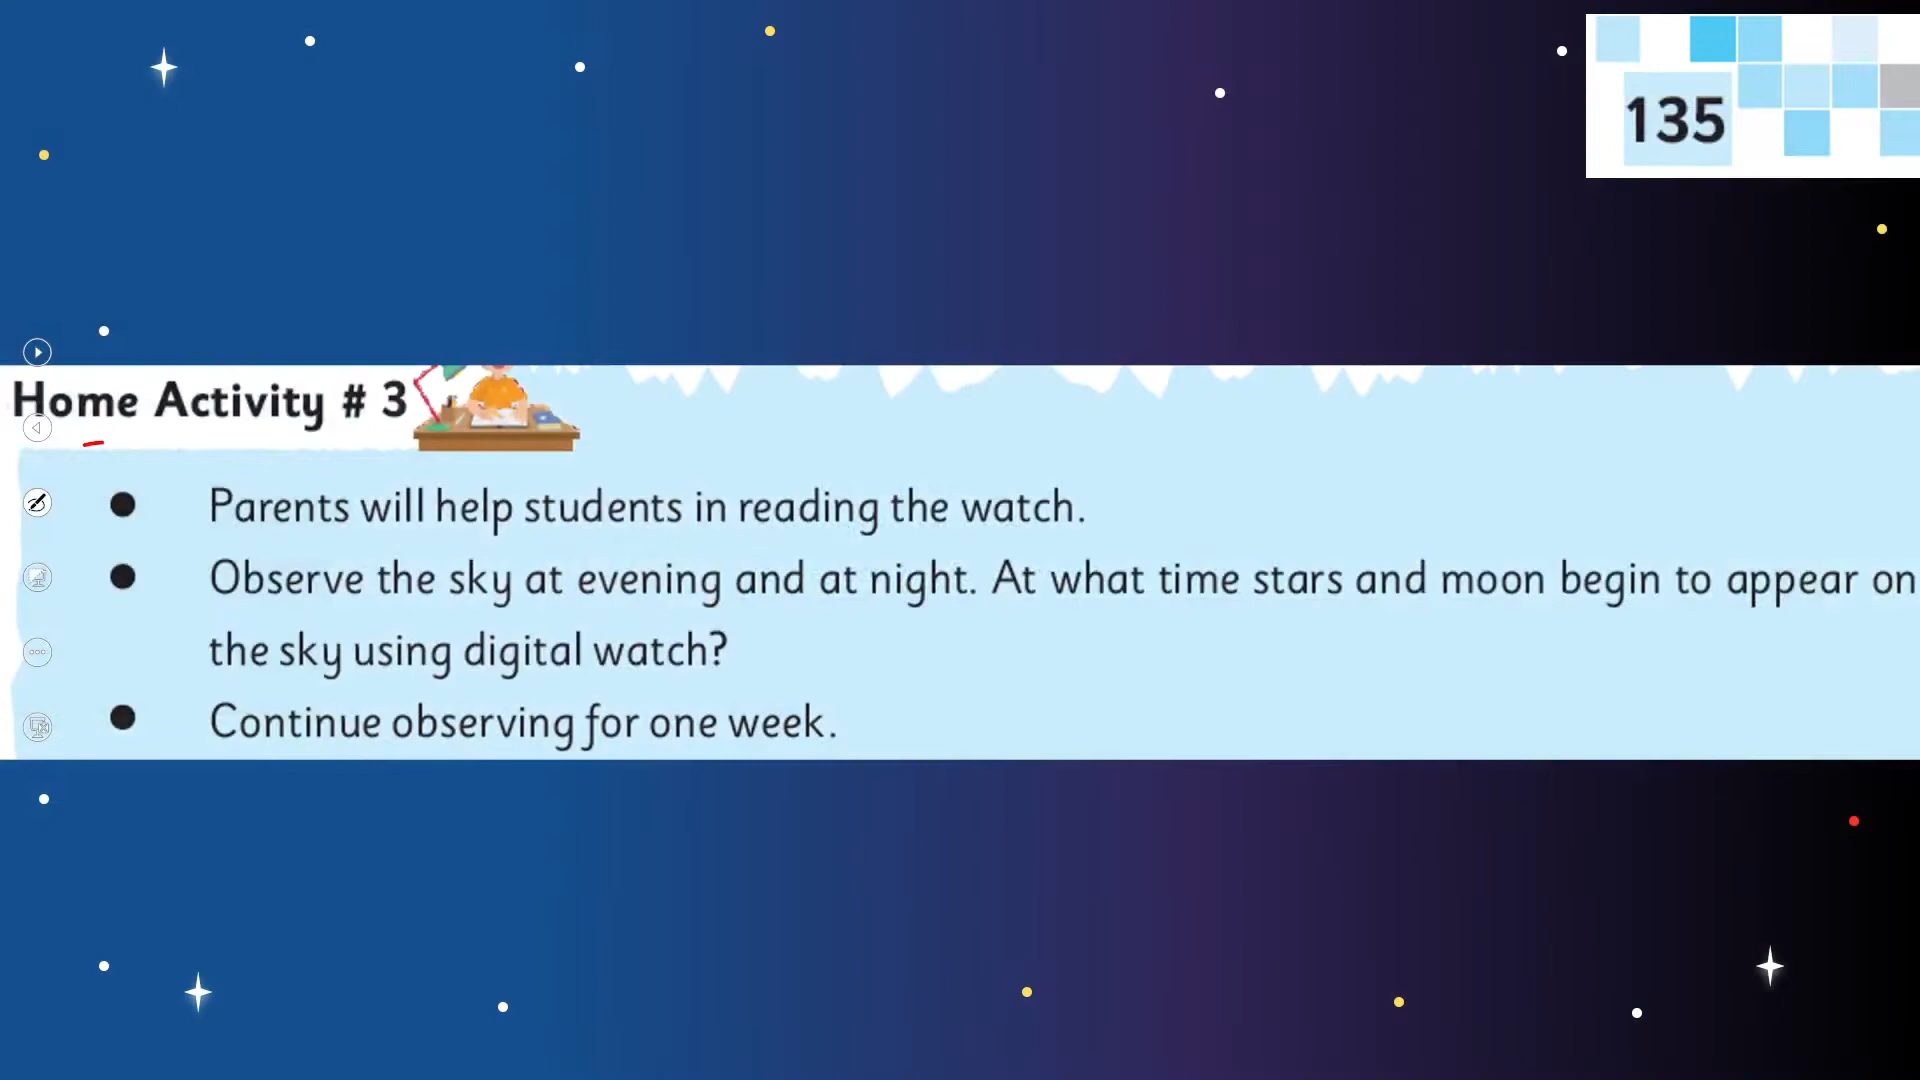 135
Home Activity # 3
● Parents will help students in reading the watch.
● Observe the sky at evening and at night. At what time stars and moon begin to appear on
the sky using digital watch?
● Continue observing for one week.